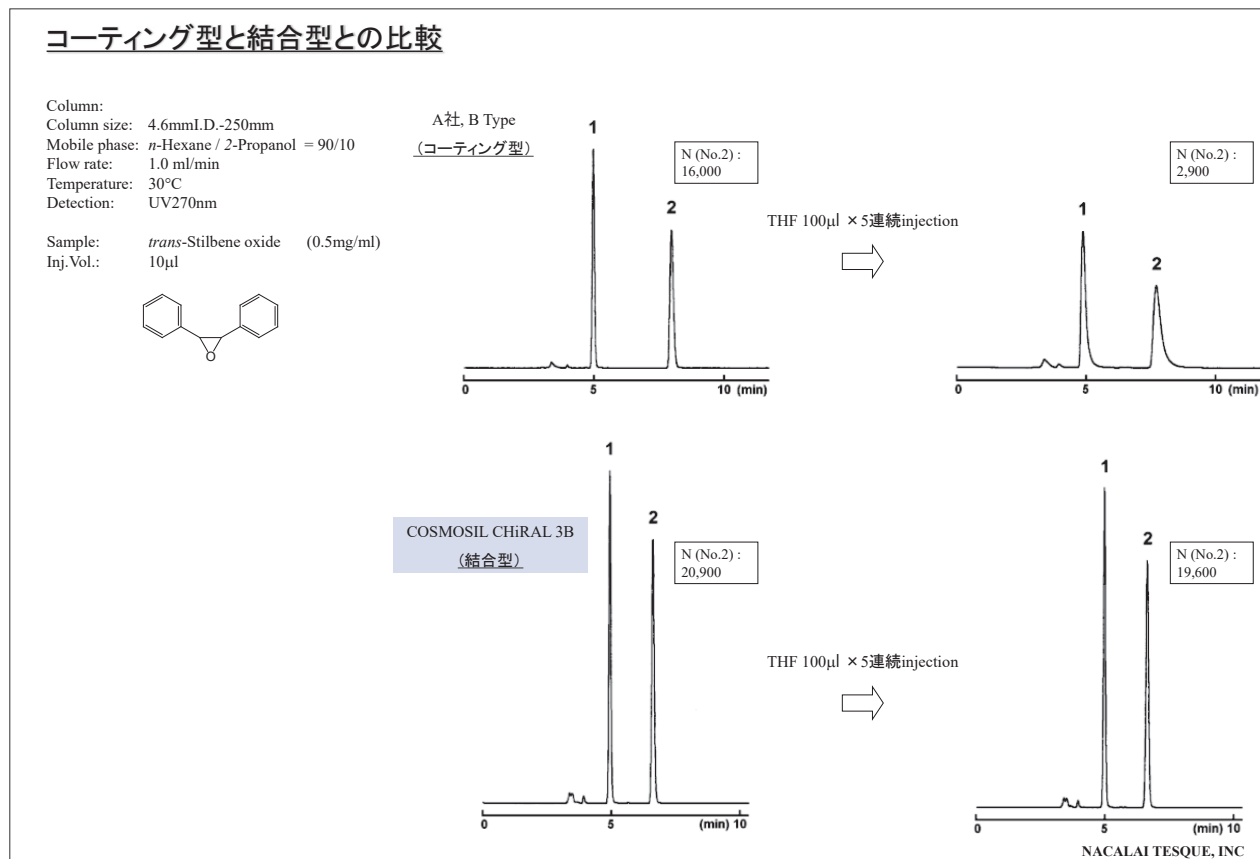 コーティング型と結合型との比較
Column:
Column size: 4.6mmI.D.-250mm
Mobile phase: n-Hexane / 2-Propanol = 90/10
Flow rate: 1.0 ml/min
Temperature: 30°C
Detection: UV270nm
Sample: trans-Stilbene oxide (0.5mg/ml)
Inj.Vol.: 10μl
O
A社, B Type
(コーティング型)
1
2
N (No.2) :
16,000
0 5 10 (min)
THF 100μl ×5連続injection
1
2
N (No.2) :
2,900
0 5 10 (min)
COSMOSIL CHiRAL 3B
(結合型)
1
2
N (No.2) :
20,900
0 5 (min) 10
THF 100μl ×5連続injection
1
2
N (No.2) :
19,600
0 5 (min) 10
NACALAI TESQUE, INC